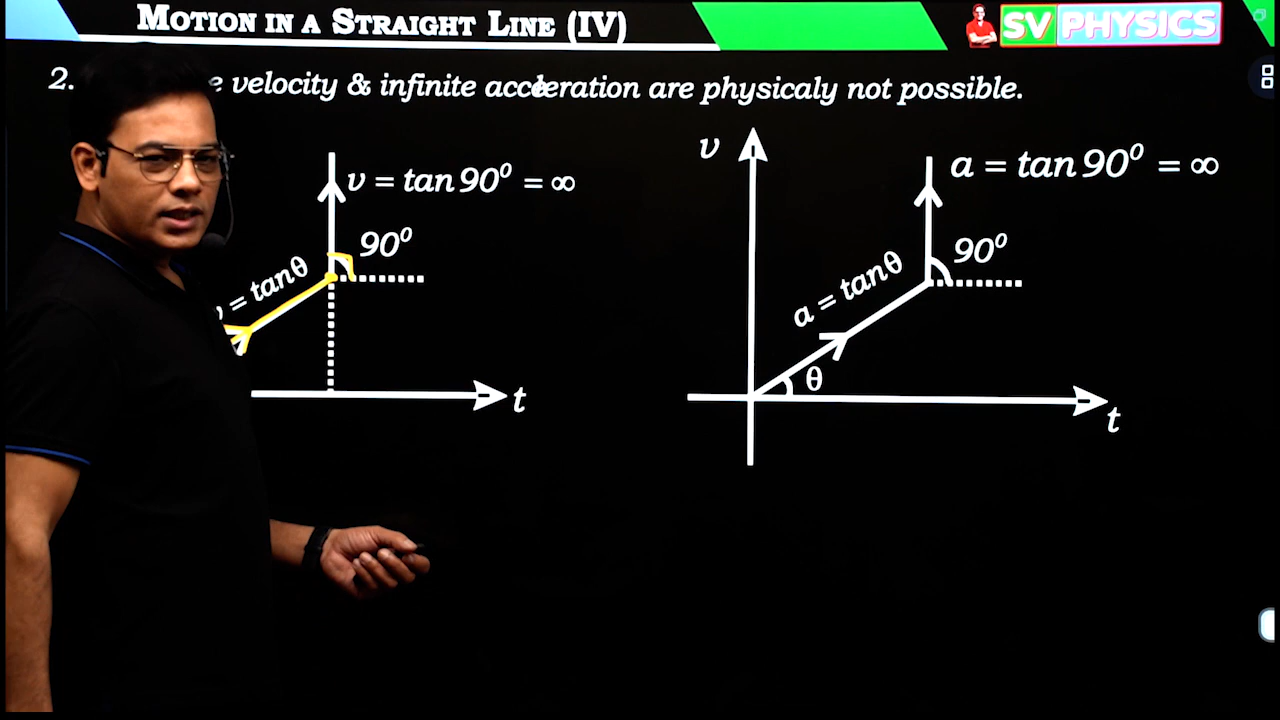 MOTION IN A STRAIGHT LINE (IV)
SV PHYSICS
2. velocity & infinite acceleration are physicaly not possible.
v = tan 90⁰ = ∞
90⁰
= tanθ
t
v
a = tan 90⁰ = ∞
90⁰
a = tanθ
θ
t